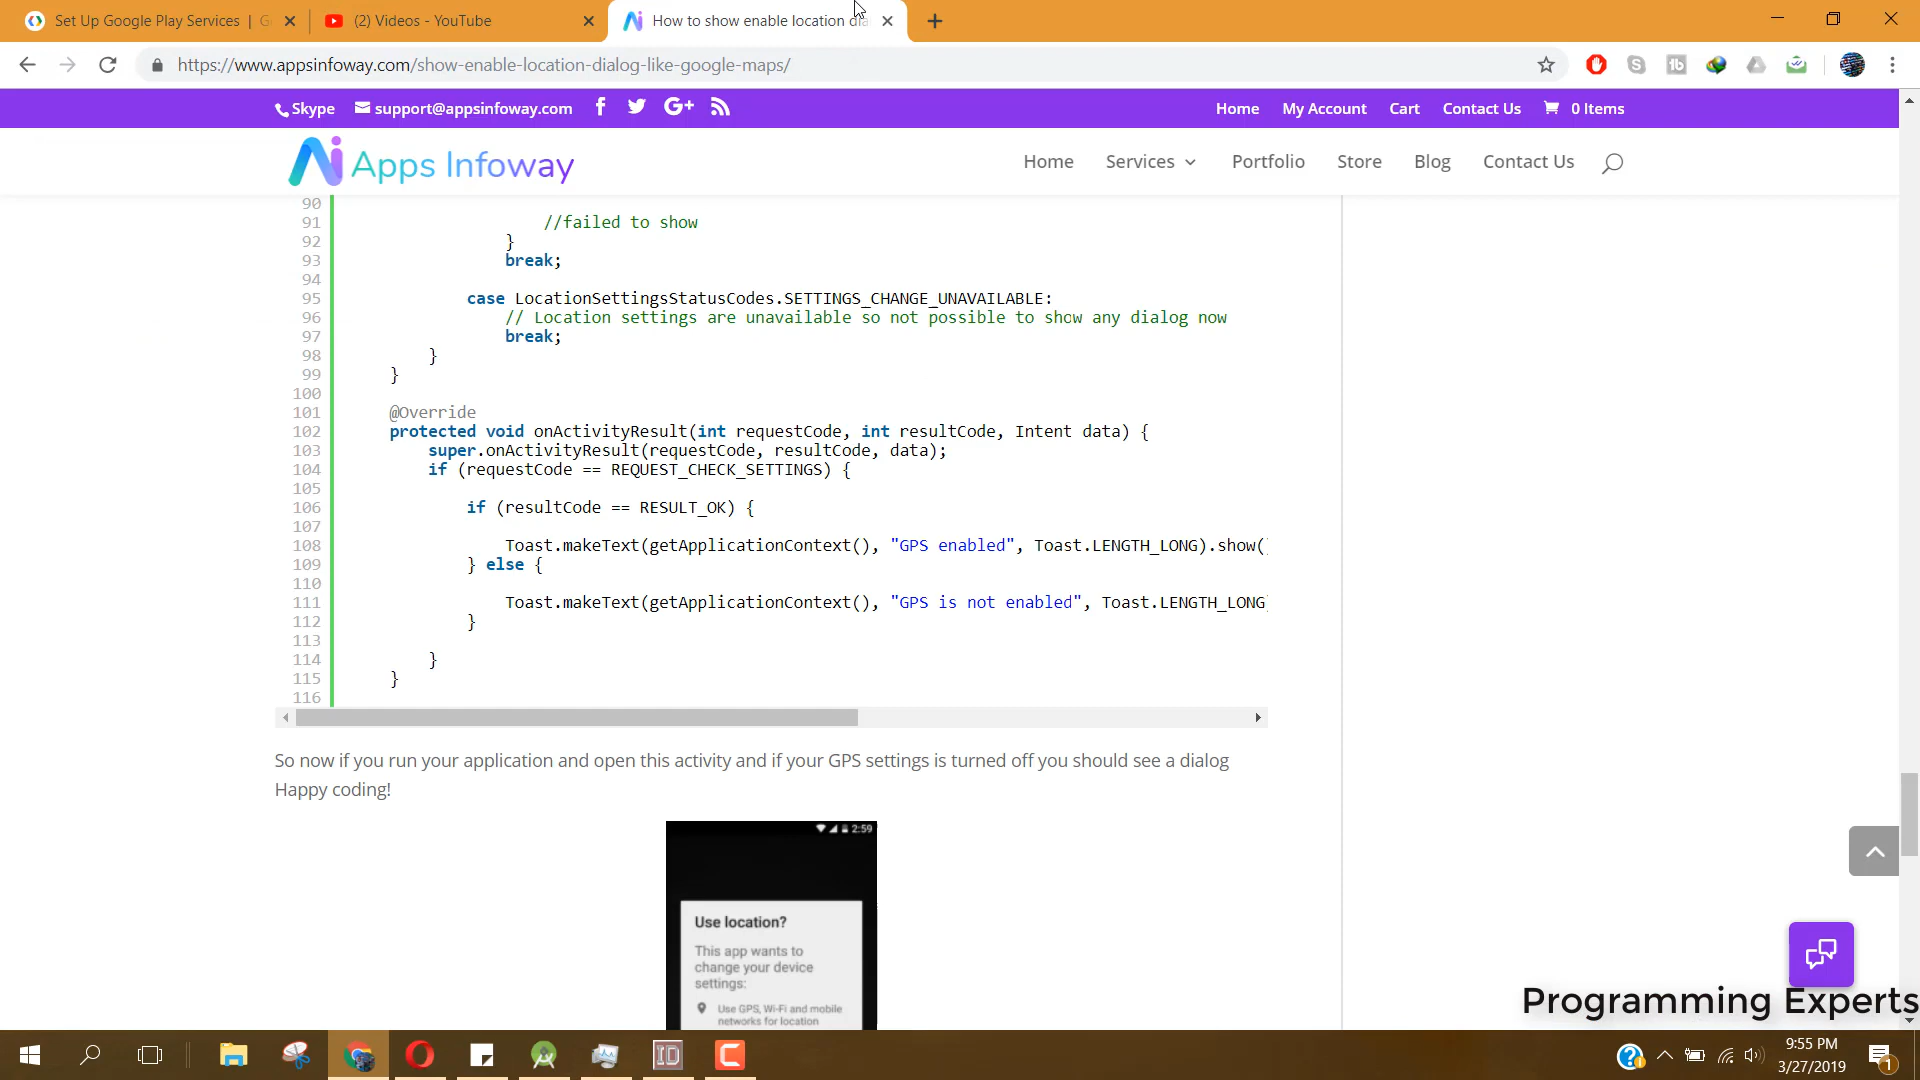 Set Up Google Play Services | G
(2) Videos - YouTube
How to show enable location di
https://www.appsinfoway.com/show-enable-location-dialog-like-google-maps/
Skype
support@appsinfoway.com
Home
My Account
Cart
Contact Us
0 Items
Apps Infoway
Home
Services
Portfolio
Store
Blog
Contact Us
90
91 //failed to show
92 }
93 break;
94
95 case LocationSettingsStatusCodes.SETTINGS_CHANGE_UNAVAILABLE:
96 // Location settings are unavailable so not possible to show any dialog now
97 break;
98 }
99 }
100
101 @Override
102 protected void onActivityResult(int requestCode, int resultCode, Intent data) {
103 super.onActivityResult(requestCode, resultCode, data);
104 if (requestCode == REQUEST_CHECK_SETTINGS) {
105
106 if (resultCode == RESULT_OK) {
107
108 Toast.makeText(getApplicationContext(), "GPS enabled", Toast.LENGTH_LONG).show()
109 } else {
110
111 Toast.makeText(getApplicationContext(), "GPS is not enabled", Toast.LENGTH_LONG
112 }
113
114 }
115 }
116
So now if you run your application and open this activity and if your GPS settings is turned off you should see a dialog
Happy coding!
2:59
Use location?
This app wants to
change your device
settings:
Use GPS, Wi-Fi and mobile
networks for location
Programming Experts
9:55 PM
3/27/2019
1